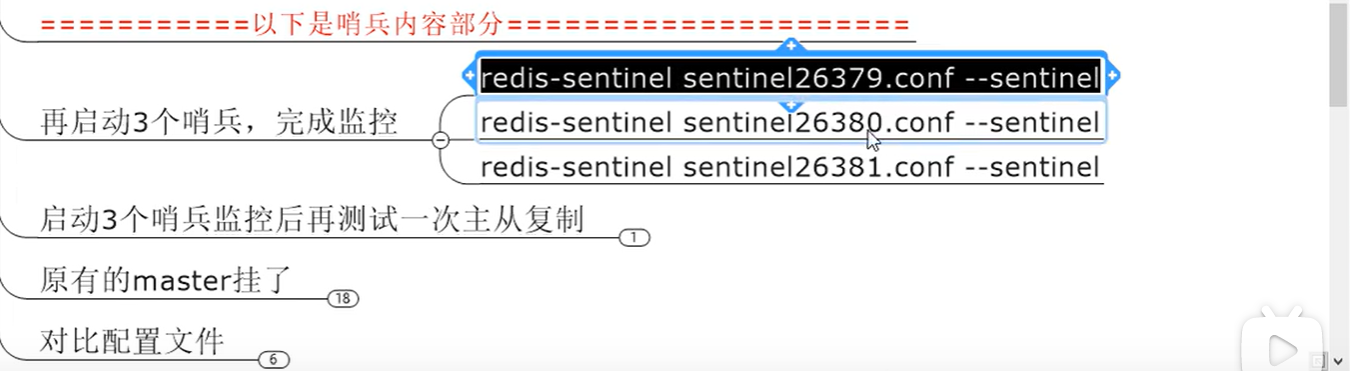 ===========以下是哨兵内容部分=====================
redis-sentinel sentinel26379.conf --sentinel
再启动3个哨兵，完成监控
redis-sentinel sentinel26380.conf --sentinel
redis-sentinel sentinel26381.conf --sentinel
启动3个哨兵监控后再测试一次主从复制
1
原有的master挂了
18
对比配置文件
6